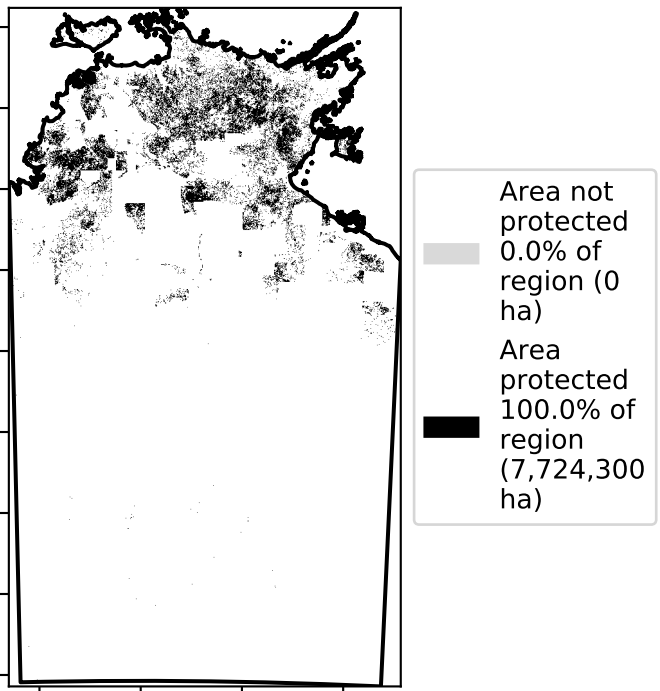 Area not
protected
0.0% of
region (0
ha)
Area
protected
100.0% of
region
(7,724,300
ha)